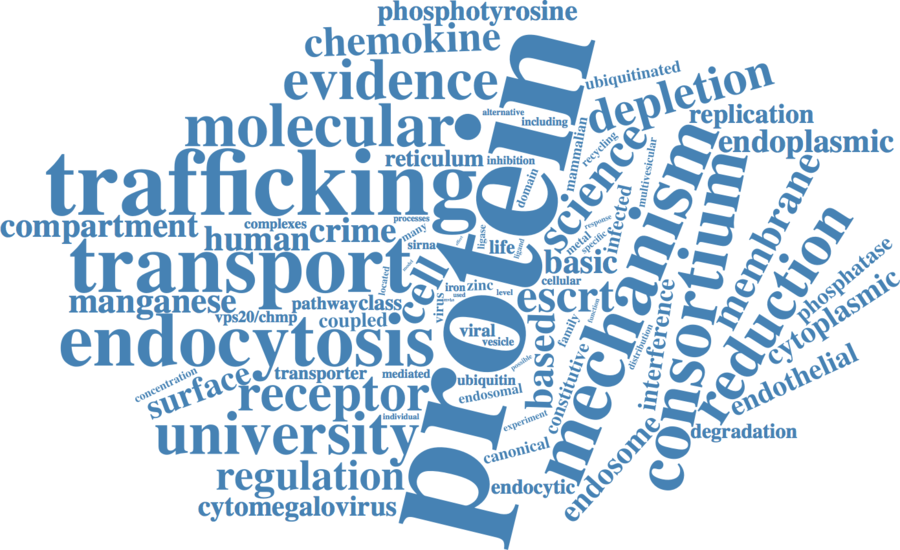 phosphotyrosine
chemokine
evidence
molecular
trafficking
compartment
transport
human
crime
complexes
processes
reticulum
inhibition
alternative
including
manganese
pathway
class
vps20/chmp
coupled
endocytosis
concentration
surface
transporter
mediated
receptor
individual
university
regulation
cytomegalovirus
protein
many
sirna
cell
located
virus
iron
zinc
used
level
life
ligase
domain
viral
vesicle
possible
ubiquitin
endosomal
experiment
canonical
endocytic
ubiquitinated
depletion
mammalian
recycling
science
multivesicular
metal
response
specific
infected
basic
cellular
escrt
function
family
based
constitutive
mechanism
distribution
interference
endosome
consortium
replication
endoplasmic
membrane
reduction
phosphatase
cytoplasmic
endothelial
degradation